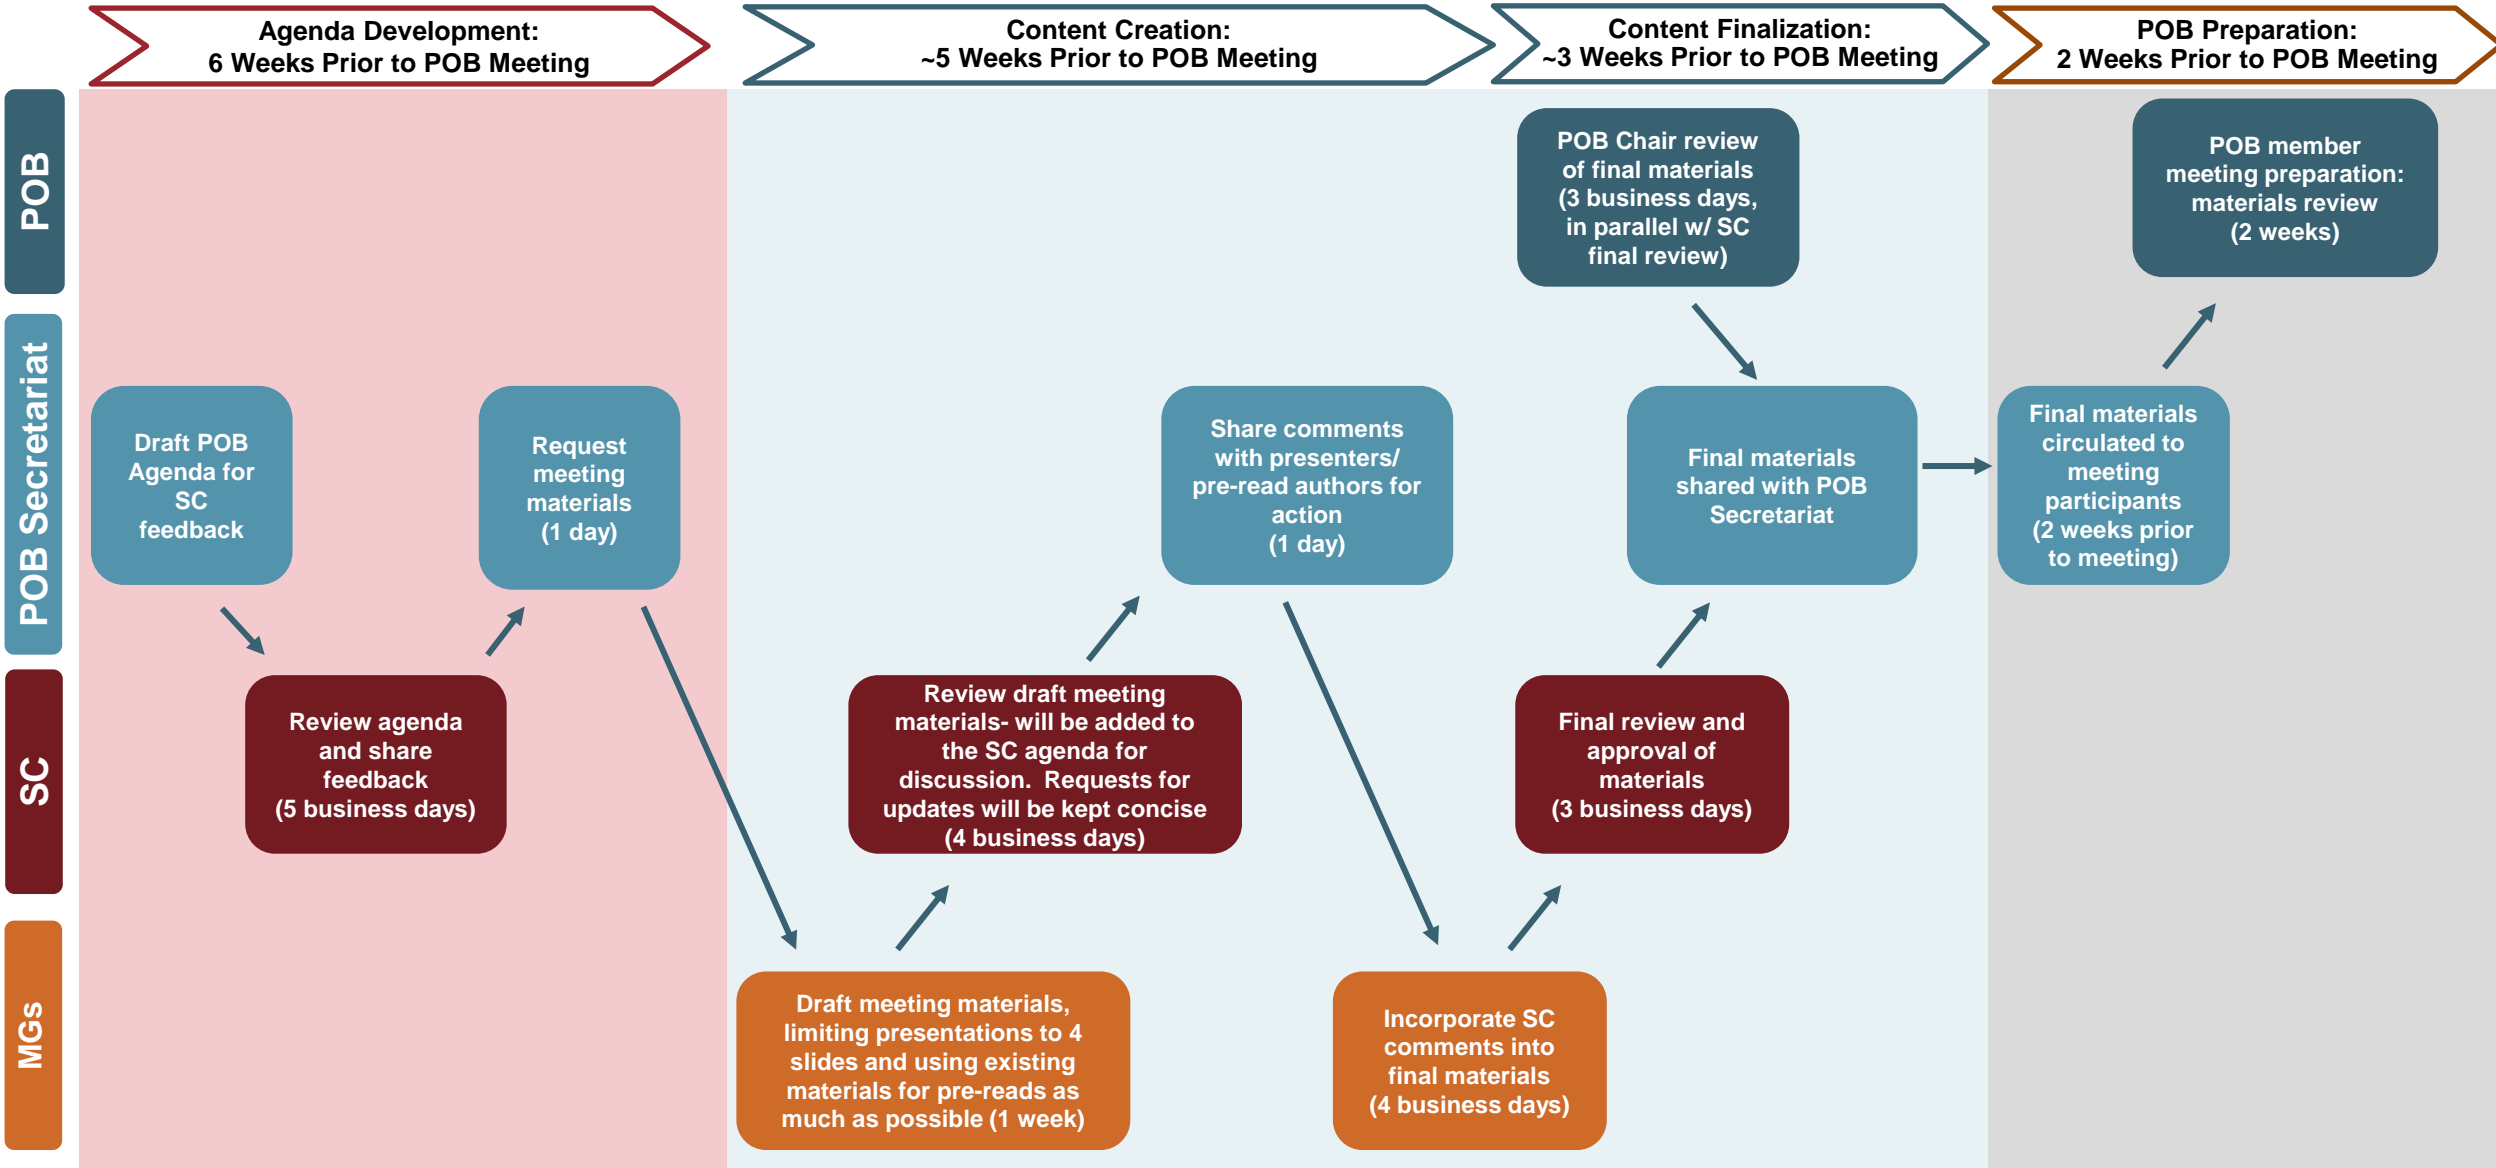 Agenda Development:
6 Weeks Prior to POB Meeting
Content Creation:
~5 Weeks Prior to POB Meeting
Content Finalization:
~3 Weeks Prior to POB Meeting
POB Preparation:
2 Weeks Prior to POB Meeting
POB
POB Chair review
of final materials
(3 business days,
in parallel w/ SC
final review)
POB member
meeting preparation:
materials review
(2 weeks)
POB Secretariat
Draft POB
Agenda for
SC
feedback
Request
meeting
materials
(1 day)
Share comments
with presenters/
pre-read authors for
action
(1 day)
Final materials
shared with POB
Secretariat
Final materials
circulated to
meeting
participants
(2 weeks prior
to meeting)
SC
Review agenda
and share
feedback
(5 business days)
Review draft meeting
materials- will be added to
the SC agenda for
discussion.  Requests for
updates will be kept concise
(4 business days)
Final review and
approval of
materials
(3 business days)
MGs
Draft meeting materials,
limiting presentations to 4
slides and using existing
materials for pre-reads as
much as possible (1 week)
Incorporate SC
comments into
final materials
(4 business days)